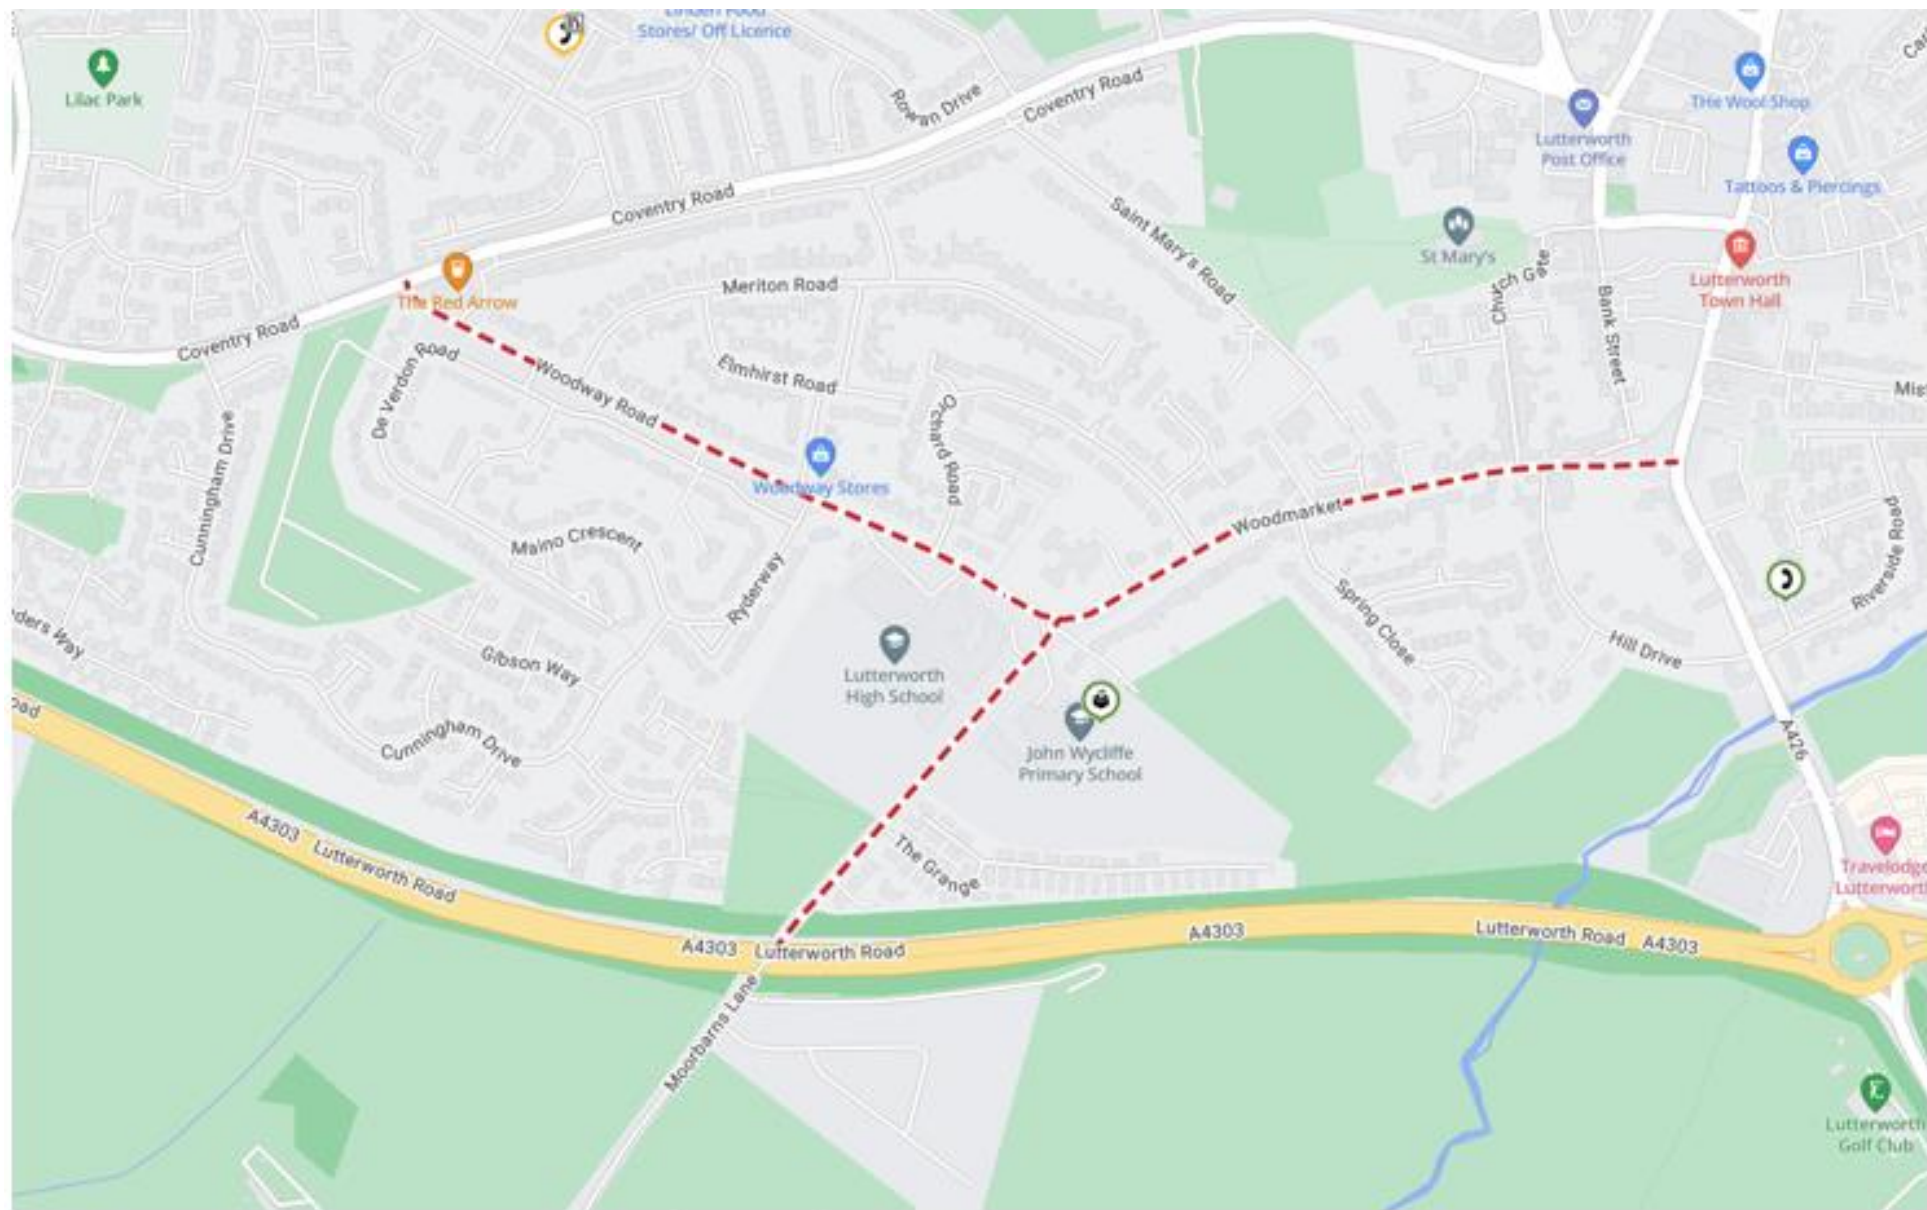 Linden Food
Stores/ Off Licence
Lilac Park
Rowan Drive
Coventry Road
THe Wool Shop
Lutterworth
Post Office
Tattoos & Piercings
Coventry Road
Saint Mary's Road
St Mary's
Church Gate
Lutterworth
Town Hall
Meriton Road
The Red Arrow
Bank Street
Coventry Road
De Verdon Road
Elmhirst Road
Woodway Road
Orchard Road
Cunningham Drive
Woodway Stores
Woodmarket
Maino Crescent
Riverside Road
Ryderway
Spring Close
Gibson Way
Hill Drive
Lutterworth
High School
Cunningham Drive
John Wycliffe
Primary School
A426
A4303
Lutterworth Road
The Grange
Travelodge
Lutterworth
A4303
Lutterworth Road
A4303
Lutterworth Road
A4303
Moorbarns Lane
Lutterworth
Golf Club